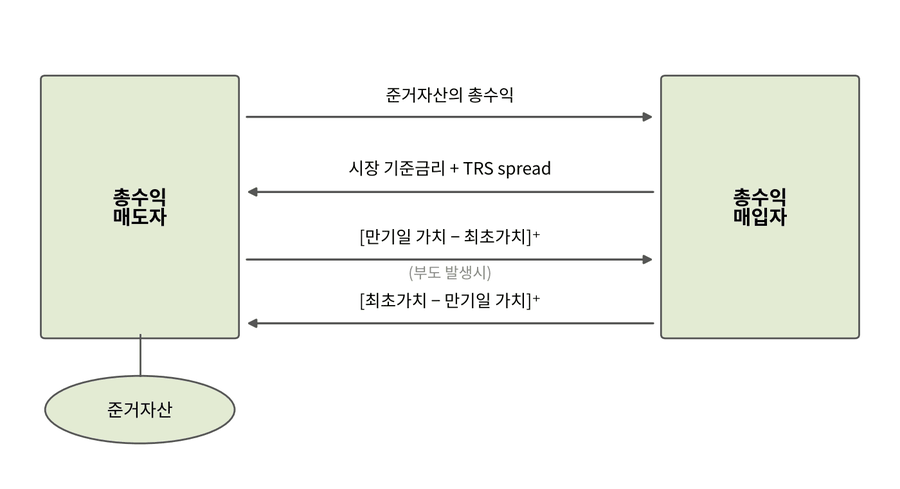 준거자산의 총수익
시장 기준금리 + TRS spread
총수익
매도자
총수익
매입자
[만기일 가치 – 최초가치]⁺
(부도 발생시)
[최초가치 – 만기일 가치]⁺
준거자산